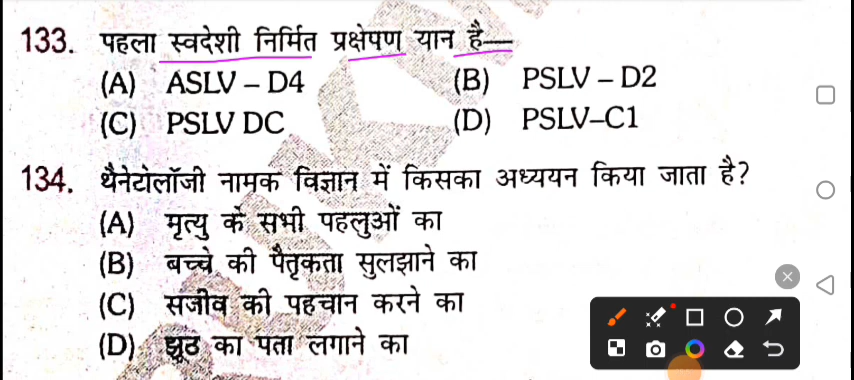 133. पहला स्वदेशी निर्मित प्रक्षेपण यान है—
(A) ASLV – D4 (B) PSLV – D2
(C) PSLV DC (D) PSLV–C1
134. थैनेटोलॉजी नामक विज्ञान में किसका अध्ययन किया जाता है?
(A) मृत्यु के सभी पहलुओं का
(B) बच्चे की पैतृकता सुलझाने का
(C) सजीव की पहचान करने का
(D) झूठ का पता लगाने का